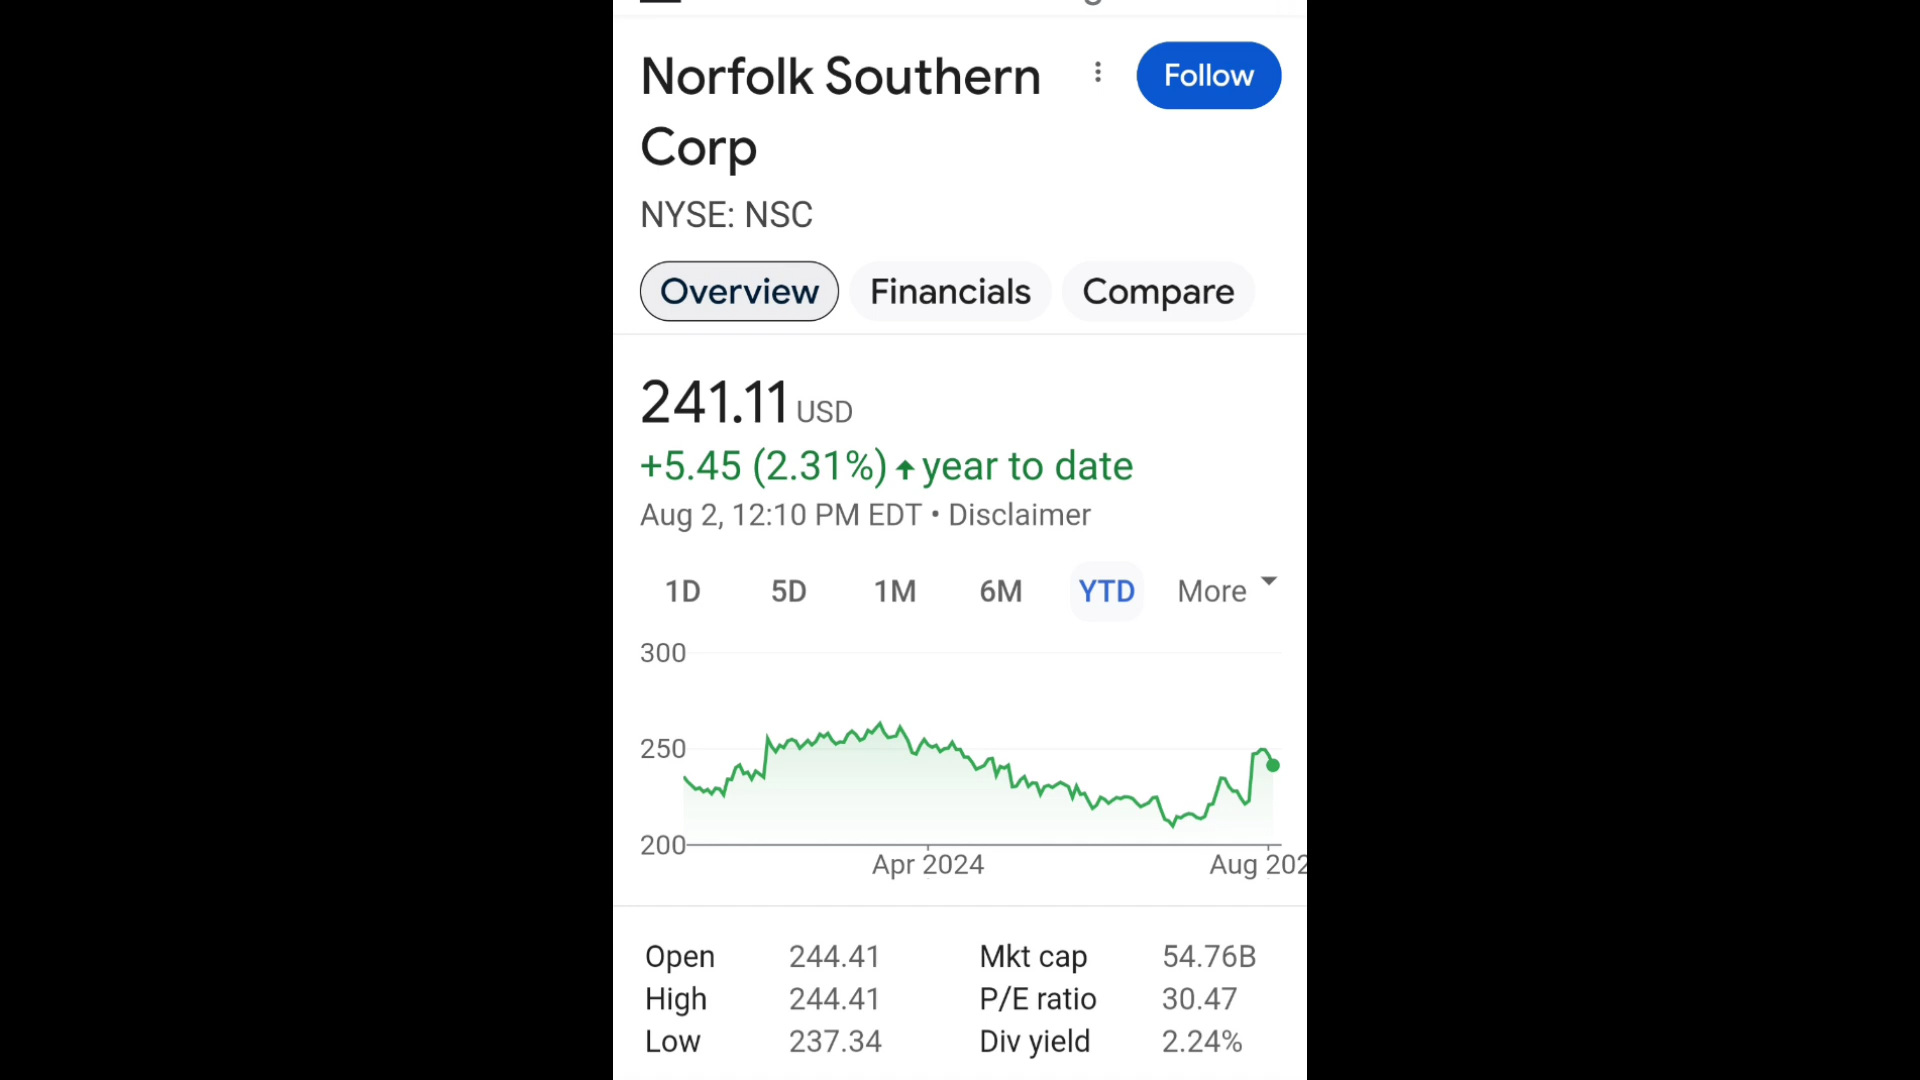 Norfolk Southern
Corp
Follow
NYSE: NSC
Overview Financials Compare
241.11 USD
+5.45 (2.31%) ↑ year to date
Aug 2, 12:10 PM EDT • Disclaimer
1D 5D 1M 6M YTD More
300
250
200
Apr 2024 Aug 202
Open 244.41 Mkt cap 54.76B
High 244.41 P/E ratio 30.47
Low 237.34 Div yield 2.24%